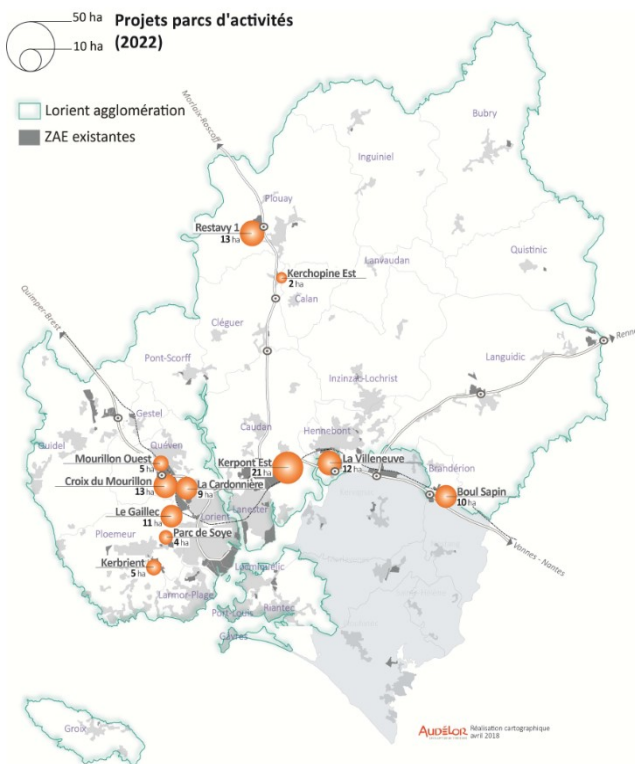 50 ha
10 ha
Projets parcs d'activités
(2022)
Lorient agglomération
ZAE existantes
Morlaix-Roscoff
Bubry
Inguiniel
Plouay
Restavy 1
13 ha
Quistinic
Lanvaudan
Kerchopine Est
2 ha
Calan
Quimper-Brest
Cléguer
Languidic
Pont-Scorff
Inzinzac-Lochrist
Gestel
Caudan
Hennebont
Guidel
Quéven
Mourillon Ouest
5 ha
Kerpont Est
21 ha
La Villeneuve
12 ha
Brandérion
Croix du Mourillon
13 ha
La Cardonnière
9 ha
Boul Sapin
10 ha
Le Gaillec
11 ha
Lorient
Lanester
Ploemeur
Parc de Soye
4 ha
Vannes - Nantes
Kerbrient
5 ha
Larmor-Plage
Port-Louis
Riantec
Gâvres
Groix
AUDÉLOR
Réalisation cartographique
avril 2018